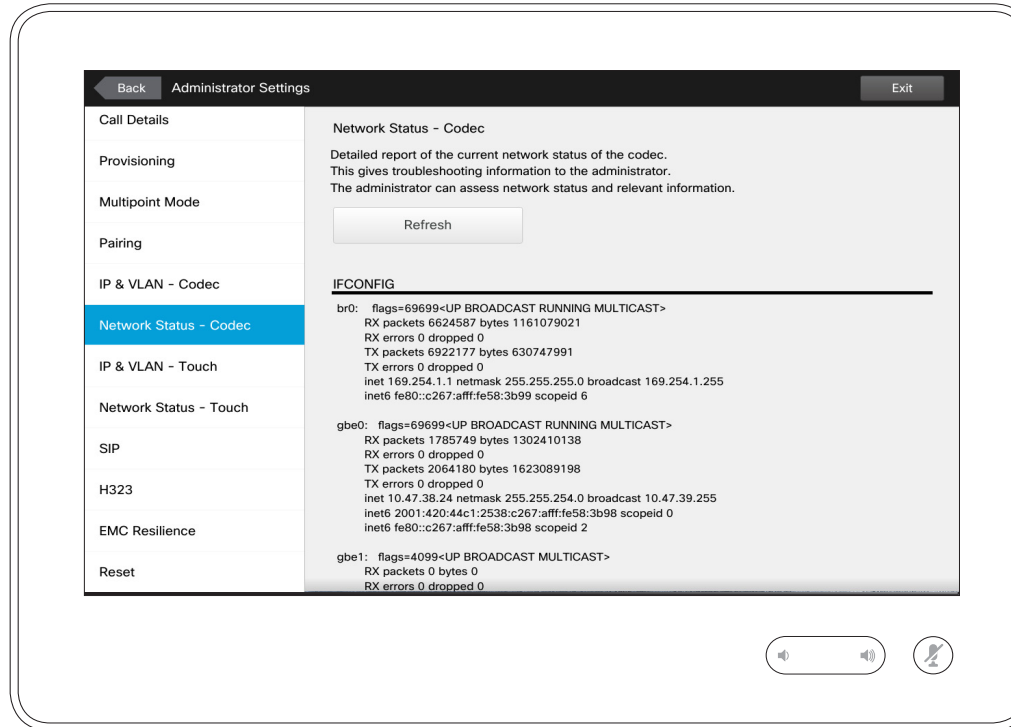 Back
Administrator Settings
Exit
Call Details
Provisioning
Multipoint Mode
Pairing
IP & VLAN - Codec
Network Status - Codec
IP & VLAN - Touch
Network Status - Touch
SIP
H323
EMC Resilience
Reset
Network Status - Codec
Detailed report of the current network status of the codec.
This gives troubleshooting information to the administrator.
The administrator can assess network status and relevant information.
Refresh
IFCONFIG
br0: flags=69699<UP BROADCAST RUNNING MULTICAST>
RX packets 6624587 bytes 1161079021
RX errors 0 dropped 0
TX packets 6922177 bytes 630747991
TX errors 0 dropped 0
inet 169.254.1.1 netmask 255.255.255.0 broadcast 169.254.1.255
inet6 fe80::c267:afff:fe58:3b99 scopeid 6
gbe0: flags=69699<UP BROADCAST RUNNING MULTICAST>
RX packets 1785749 bytes 1302410138
RX errors 0 dropped 0
TX packets 2064180 bytes 1623089198
TX errors 0 dropped 0
inet 10.47.38.24 netmask 255.255.254.0 broadcast 10.47.39.255
inet6 2001:420:44c1:2538:c267:afff:fe58:3b98 scopeid 0
inet6 fe80::c267:afff:fe58:3b98 scopeid 2
gbe1: flags=4099<UP BROADCAST MULTICAST>
RX packets 0 bytes 0
RX errors 0 dropped 0